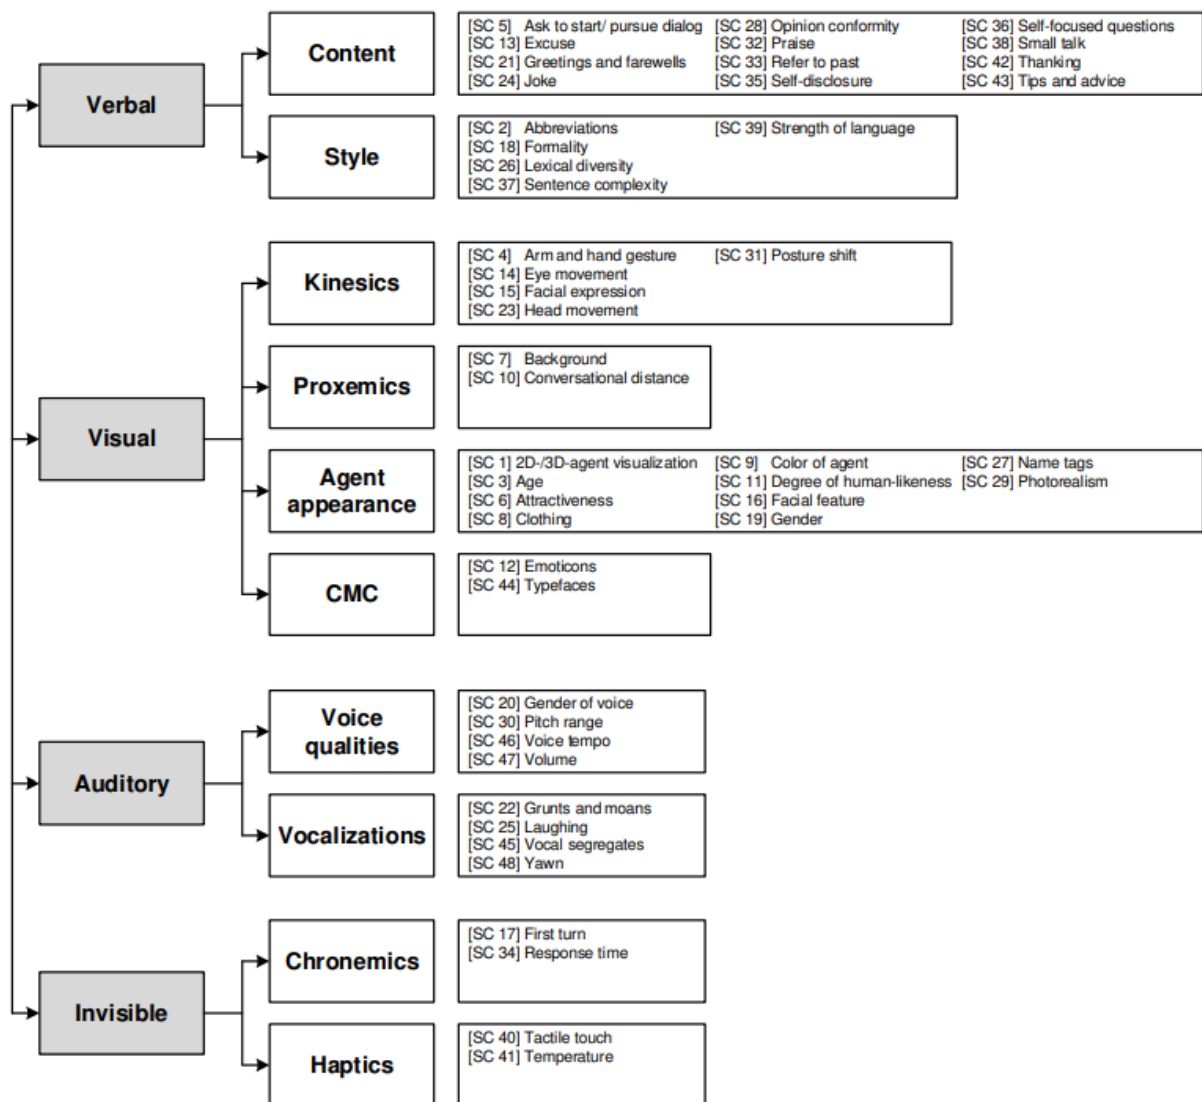 Verbal
Content
[SC 5] Ask to start/ pursue dialog
[SC 13] Excuse
[SC 21] Greetings and farewells
[SC 24] Joke
[SC 28] Opinion conformity
[SC 32] Praise
[SC 33] Refer to past
[SC 35] Self-disclosure
[SC 36] Self-focused questions
[SC 38] Small talk
[SC 42] Thanking
[SC 43] Tips and advice
Style
[SC 2] Abbreviations
[SC 18] Formality
[SC 26] Lexical diversity
[SC 37] Sentence complexity
[SC 39] Strength of language
Visual
Kinesics
[SC 4] Arm and hand gesture
[SC 14] Eye movement
[SC 15] Facial expression
[SC 23] Head movement
[SC 31] Posture shift
Proxemics
[SC 7] Background
[SC 10] Conversational distance
Agent
appearance
[SC 1] 2D-/3D-agent visualization
[SC 3] Age
[SC 6] Attractiveness
[SC 8] Clothing
[SC 9] Color of agent
[SC 11] Degree of human-likeness
[SC 16] Facial feature
[SC 19] Gender
[SC 27] Name tags
[SC 29] Photorealism
CMC
[SC 12] Emoticons
[SC 44] Typefaces
Auditory
Voice
qualities
[SC 20] Gender of voice
[SC 30] Pitch range
[SC 46] Voice tempo
[SC 47] Volume
Vocalizations
[SC 22] Grunts and moans
[SC 25] Laughing
[SC 45] Vocal segregates
[SC 48] Yawn
Invisible
Chronemics
[SC 17] First turn
[SC 34] Response time
Haptics
[SC 40] Tactile touch
[SC 41] Temperature